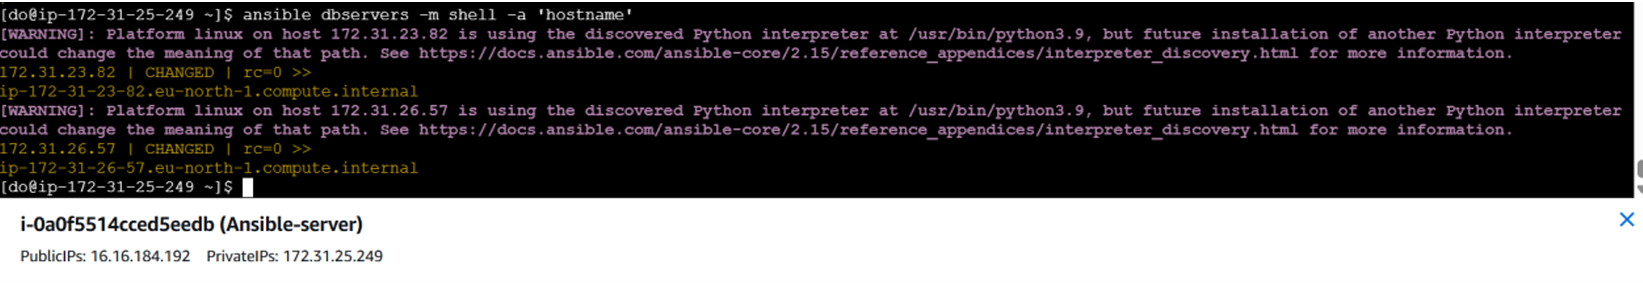 [do@ip-172-31-25-249 ~]$ ansible dbservers -m shell -a 'hostname'
[WARNING]: Platform linux on host 172.31.23.82 is using the discovered Python interpreter at /usr/bin/python3.9, but future installation of another Python interpreter
could change the meaning of that path. See https://docs.ansible.com/ansible-core/2.15/reference_appendices/interpreter_discovery.html for more information.
172.31.23.82 | CHANGED | rc=0 >>
ip-172-31-23-82.eu-north-1.compute.internal
[WARNING]: Platform linux on host 172.31.26.57 is using the discovered Python interpreter at /usr/bin/python3.9, but future installation of another Python interpreter
could change the meaning of that path. See https://docs.ansible.com/ansible-core/2.15/reference_appendices/interpreter_discovery.html for more information.
172.31.26.57 | CHANGED | rc=0 >>
ip-172-31-26-57.eu-north-1.compute.internal
[do@ip-172-31-25-249 ~]$
i-0a0f5514cced5eedb (Ansible-server)
PublicIPs: 16.16.184.192 PrivateIPs: 172.31.25.249